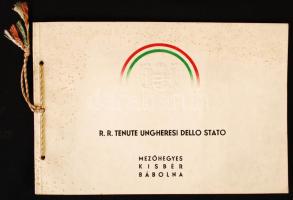 R. R. TENUTE UNGHERESI DELLO STATO
MEZŐHEGYES
KISBER
BÁBOLNA